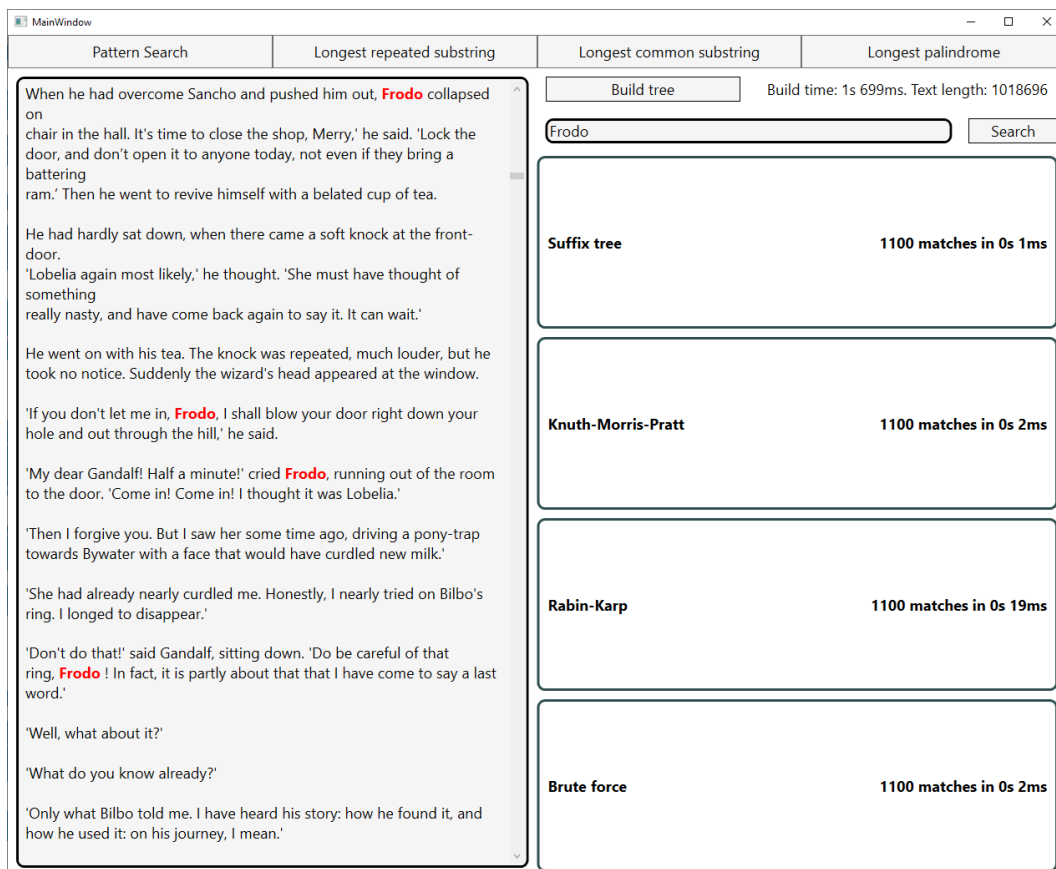 MainWindow
Pattern Search
Longest repeated substring
Longest common substring
Longest palindrome
When he had overcome Sancho and pushed him out, Frodo collapsed
on
chair in the hall. It's time to close the shop, Merry,' he said. 'Lock the
door, and don’t open it to anyone today, not even if they bring a
battering
ram.’ Then he went to revive himself with a belated cup of tea.
He had hardly sat down, when there came a soft knock at the front-
door.
'Lobelia again most likely,' he thought. 'She must have thought of
something
really nasty, and have come back again to say it. It can wait.'
He went on with his tea. The knock was repeated, much louder, but he
took no notice. Suddenly the wizard's head appeared at the window.
'If you don't let me in, Frodo, I shall blow your door right down your
hole and out through the hill,' he said.
'My dear Gandalf! Half a minute!' cried Frodo, running out of the room
to the door. 'Come in! Come in! I thought it was Lobelia.'
'Then I forgive you. But I saw her some time ago, driving a pony-trap
towards Bywater with a face that would have curdled new milk.'
'She had already nearly curdled me. Honestly, I nearly tried on Bilbo's
ring. I longed to disappear.'
'Don't do that!' said Gandalf, sitting down. 'Do be careful of that
ring, Frodo ! In fact, it is partly about that that I have come to say a last
word.'
'Well, what about it?'
'What do you know already?'
'Only what Bilbo told me. I have heard his story: how he found it, and
how he used it: on his journey, I mean.'
Build tree
Build time: 1s 699ms. Text length: 1018696
Frodo
Search
Suffix tree
1100 matches in 0s 1ms
Knuth-Morris-Pratt
1100 matches in 0s 2ms
Rabin-Karp
1100 matches in 0s 19ms
Brute force
1100 matches in 0s 2ms